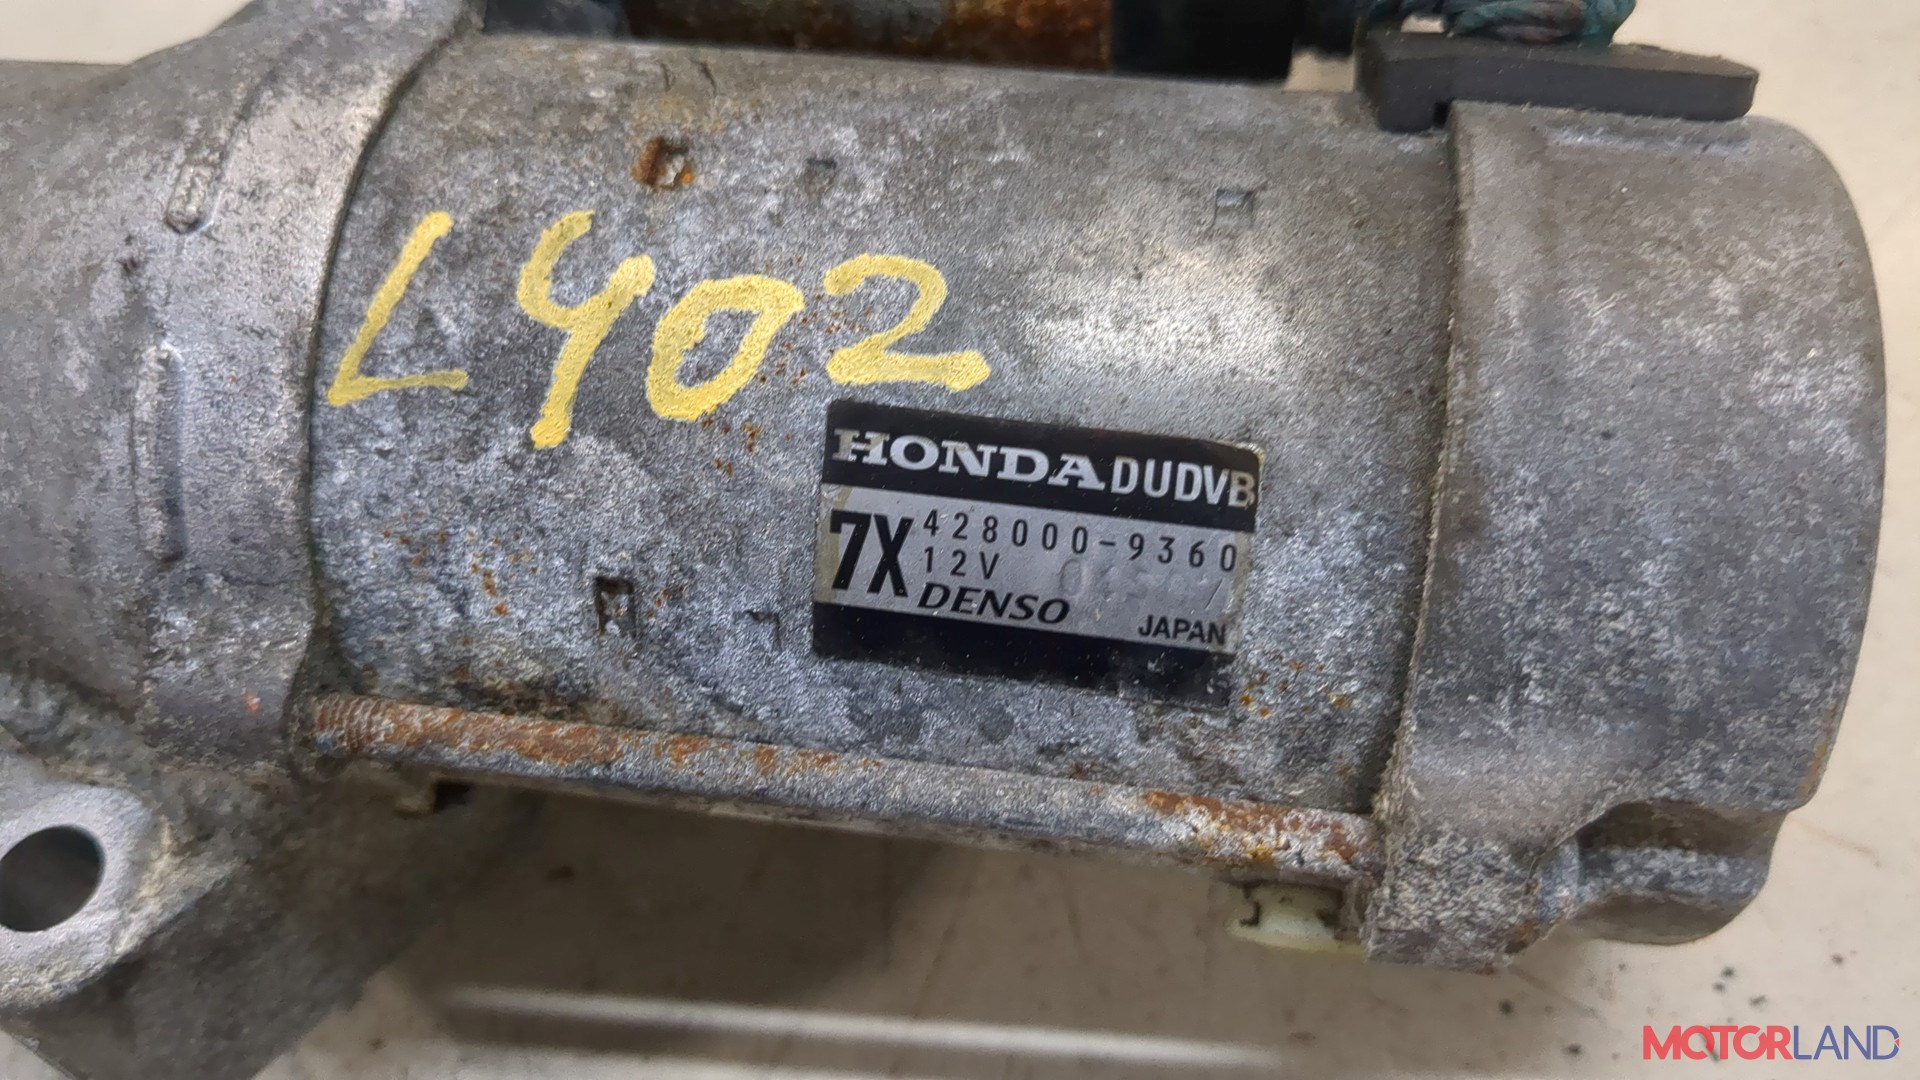 L402
HONDA DUDVB
7X 428000-9360
12V
DENSO JAPAN
MOTORLAND